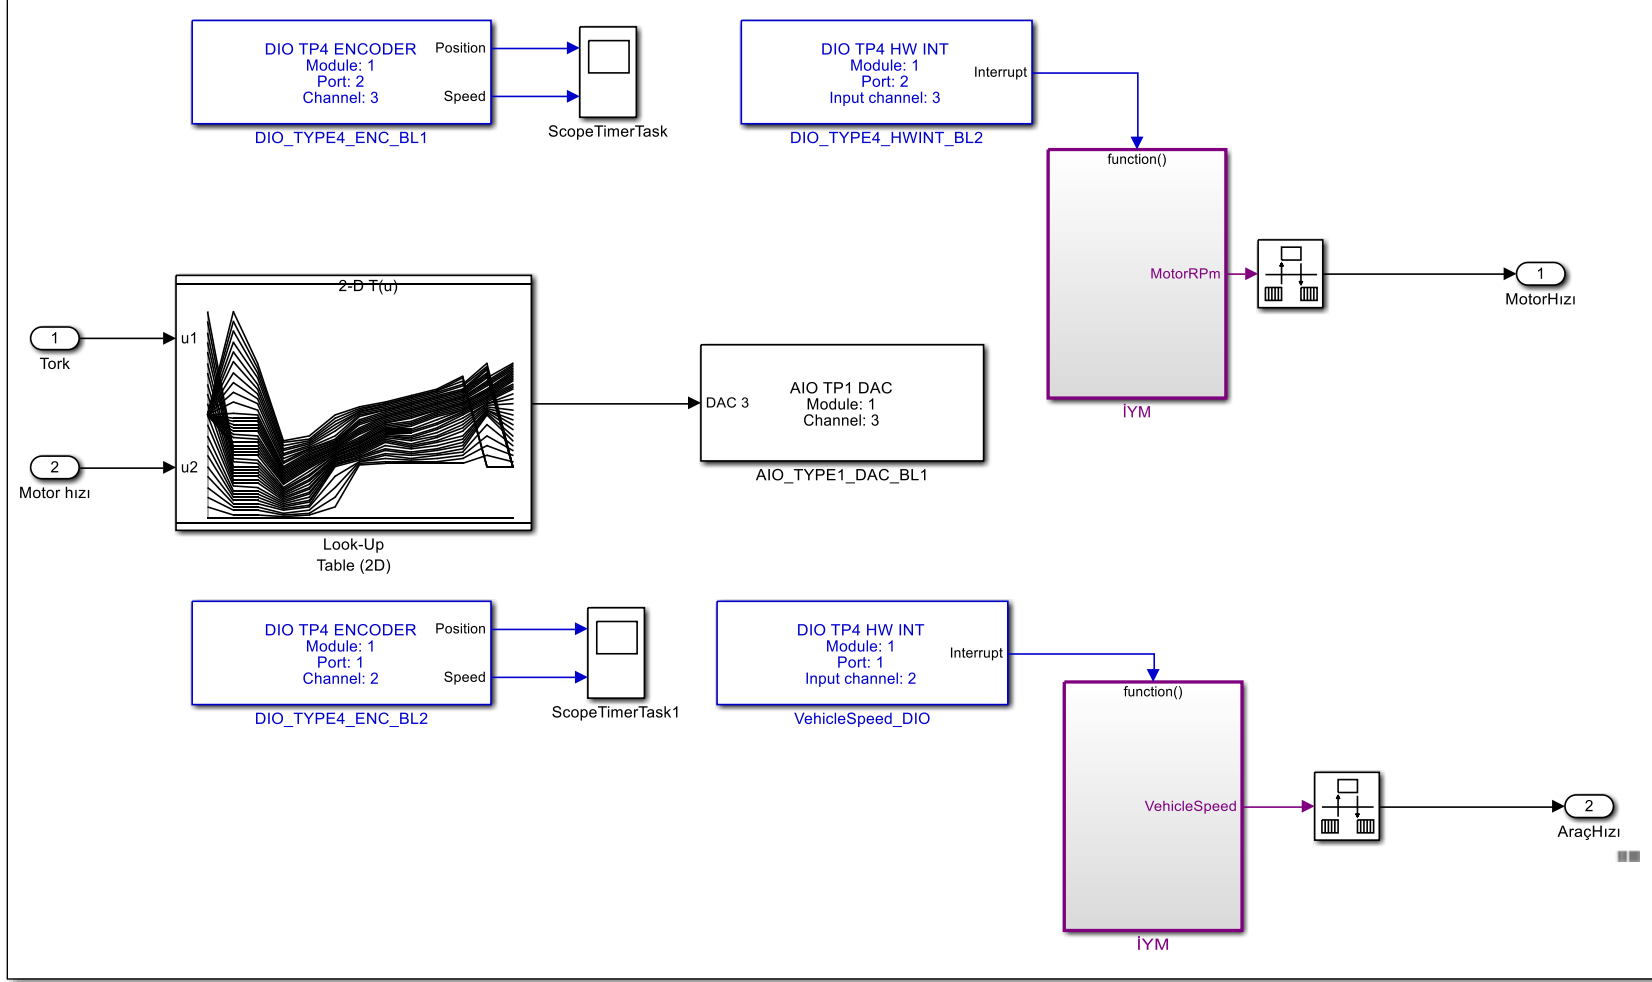 DIO TP4 ENCODER
Module: 1
Port: 2
Channel: 3
Position
Speed
DIO_TYPE4_ENC_BL1
ScopeTimerTask
DIO TP4 HW INT
Module: 1
Port: 2
Input channel: 3
Interrupt
DIO_TYPE4_HWINT_BL2
function()
MotorRPm
İYM
1
MotorHızı
1
Tork
2
Motor hızı
2-D T(u)
u1
u2
Look-Up
Table (2D)
DAC 3
AIO TP1 DAC
Module: 1
Channel: 3
AIO_TYPE1_DAC_BL1
DIO TP4 ENCODER
Module: 1
Port: 1
Channel: 2
Position
Speed
DIO_TYPE4_ENC_BL2
ScopeTimerTask1
DIO TP4 HW INT
Module: 1
Port: 1
Input channel: 2
Interrupt
VehicleSpeed_DIO
function()
VehicleSpeed
İYM
2
AraçHızı